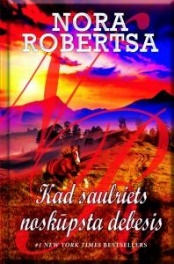 NORA
ROBERTSA
Kad saulriets
noskūpsta debesis
#1 NEW YORK TIMES BESTSELLERS